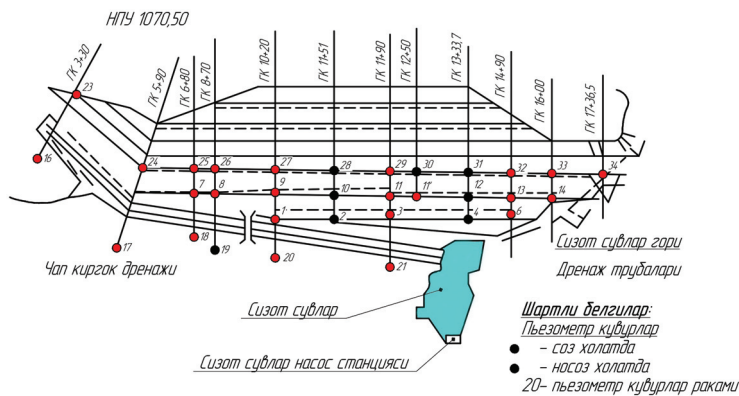 НПУ 1070,50
ГК 3+30
ГК 5+90
ГК 6+80
ГК 8+70
ГК 10+20
ГК 11+51
ГК 11+90
ГК 12+50
ГК 13+33,7
ГК 14+90
ГК 16+00
ГК 17+36,5
23
16
24
25
26
27
28
29
30
31
32
33
34
7
8
9
10
11
11'
12
13
14
1
2
3
4
6
17
18
19
20
21
Чап киргок дренажи
Сизот сувлар гори
Дренаж трубалари
Сизот сувлар
Сизот сувлар насос станцияси
Шартли белгилар:
Пьезометр кувурлар
– соз холатда
– носоз холатда
20– пьезометр кувурлар раками